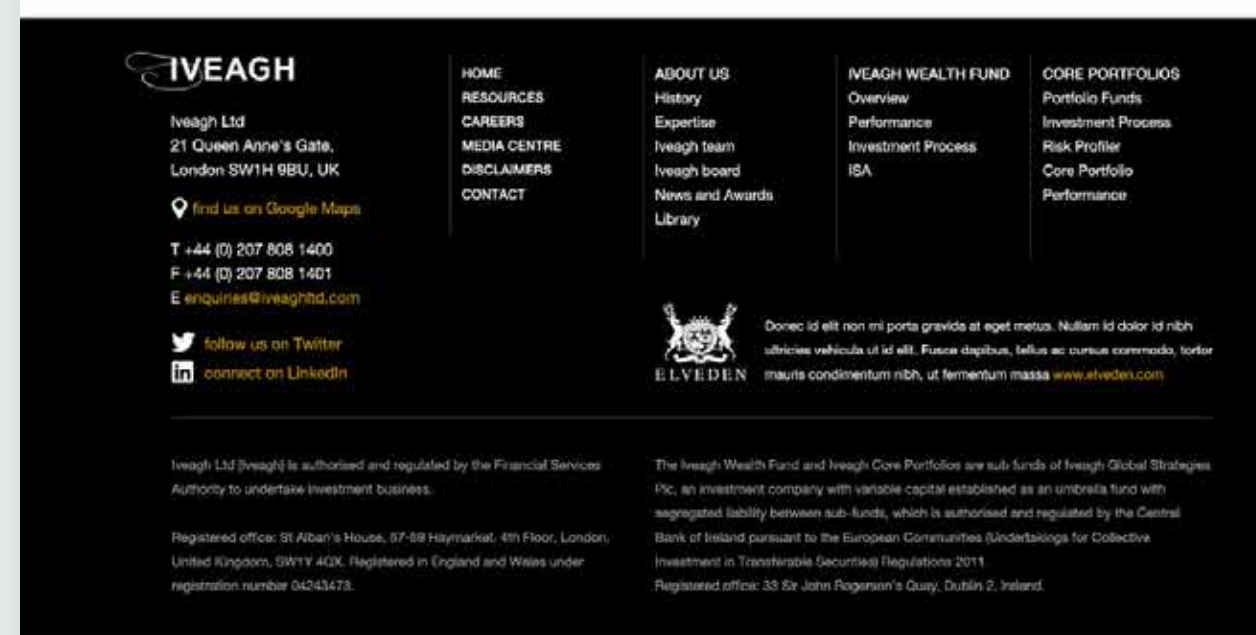 IVEAGH
Iveagh Ltd
21 Queen Anne's Gate,
London SW1H 9BU, UK
find us on Google Maps
T +44 (0) 207 808 1400
F +44 (0) 207 808 1401
E enquiries@iveaghltd.com
follow us on Twitter
in connect on LinkedIn
HOME
RESOURCES
CAREERS
MEDIA CENTRE
DISCLAIMERS
CONTACT
ABOUT US
History
Expertise
Iveagh team
Iveagh board
News and Awards
Library
IVEAGH WEALTH FUND
Overview
Performance
Investment Process
ISA
CORE PORTFOLIOS
Portfolio Funds
Investment Process
Risk Profiler
Core Portfolio
Performance
ELVEDEN
Donec id elit non mi porta gravida at eget metus. Nullam id dolor id nibh
ultricies vehicula ut id elit. Fusce dapibus, tellus ac cursus commodo, tortor
mauris condimentum nibh, ut fermentum massa www.elveden.com
Iveagh Ltd [Iveagh] is authorised and regulated by the Financial Services
Authority to undertake investment business.
Registered office: St Alban's House, 57-59 Haymarket, 4th Floor, London,
United Kingdom, SW1Y 4QX. Registered in England and Wales under
registration number 04243473.
The Iveagh Wealth Fund and Iveagh Core Portfolios are sub funds of Iveagh Global Strategies
Plc, an investment company with variable capital established as an umbrella fund with
segregated liability between sub-funds, which is authorised and regulated by the Central
Bank of Ireland pursuant to the European Communities (Undertakings for Collective
Investment in Transferable Securities) Regulations 2011.
Registered office: 33 Sir John Rogerson's Quay, Dublin 2, Ireland.